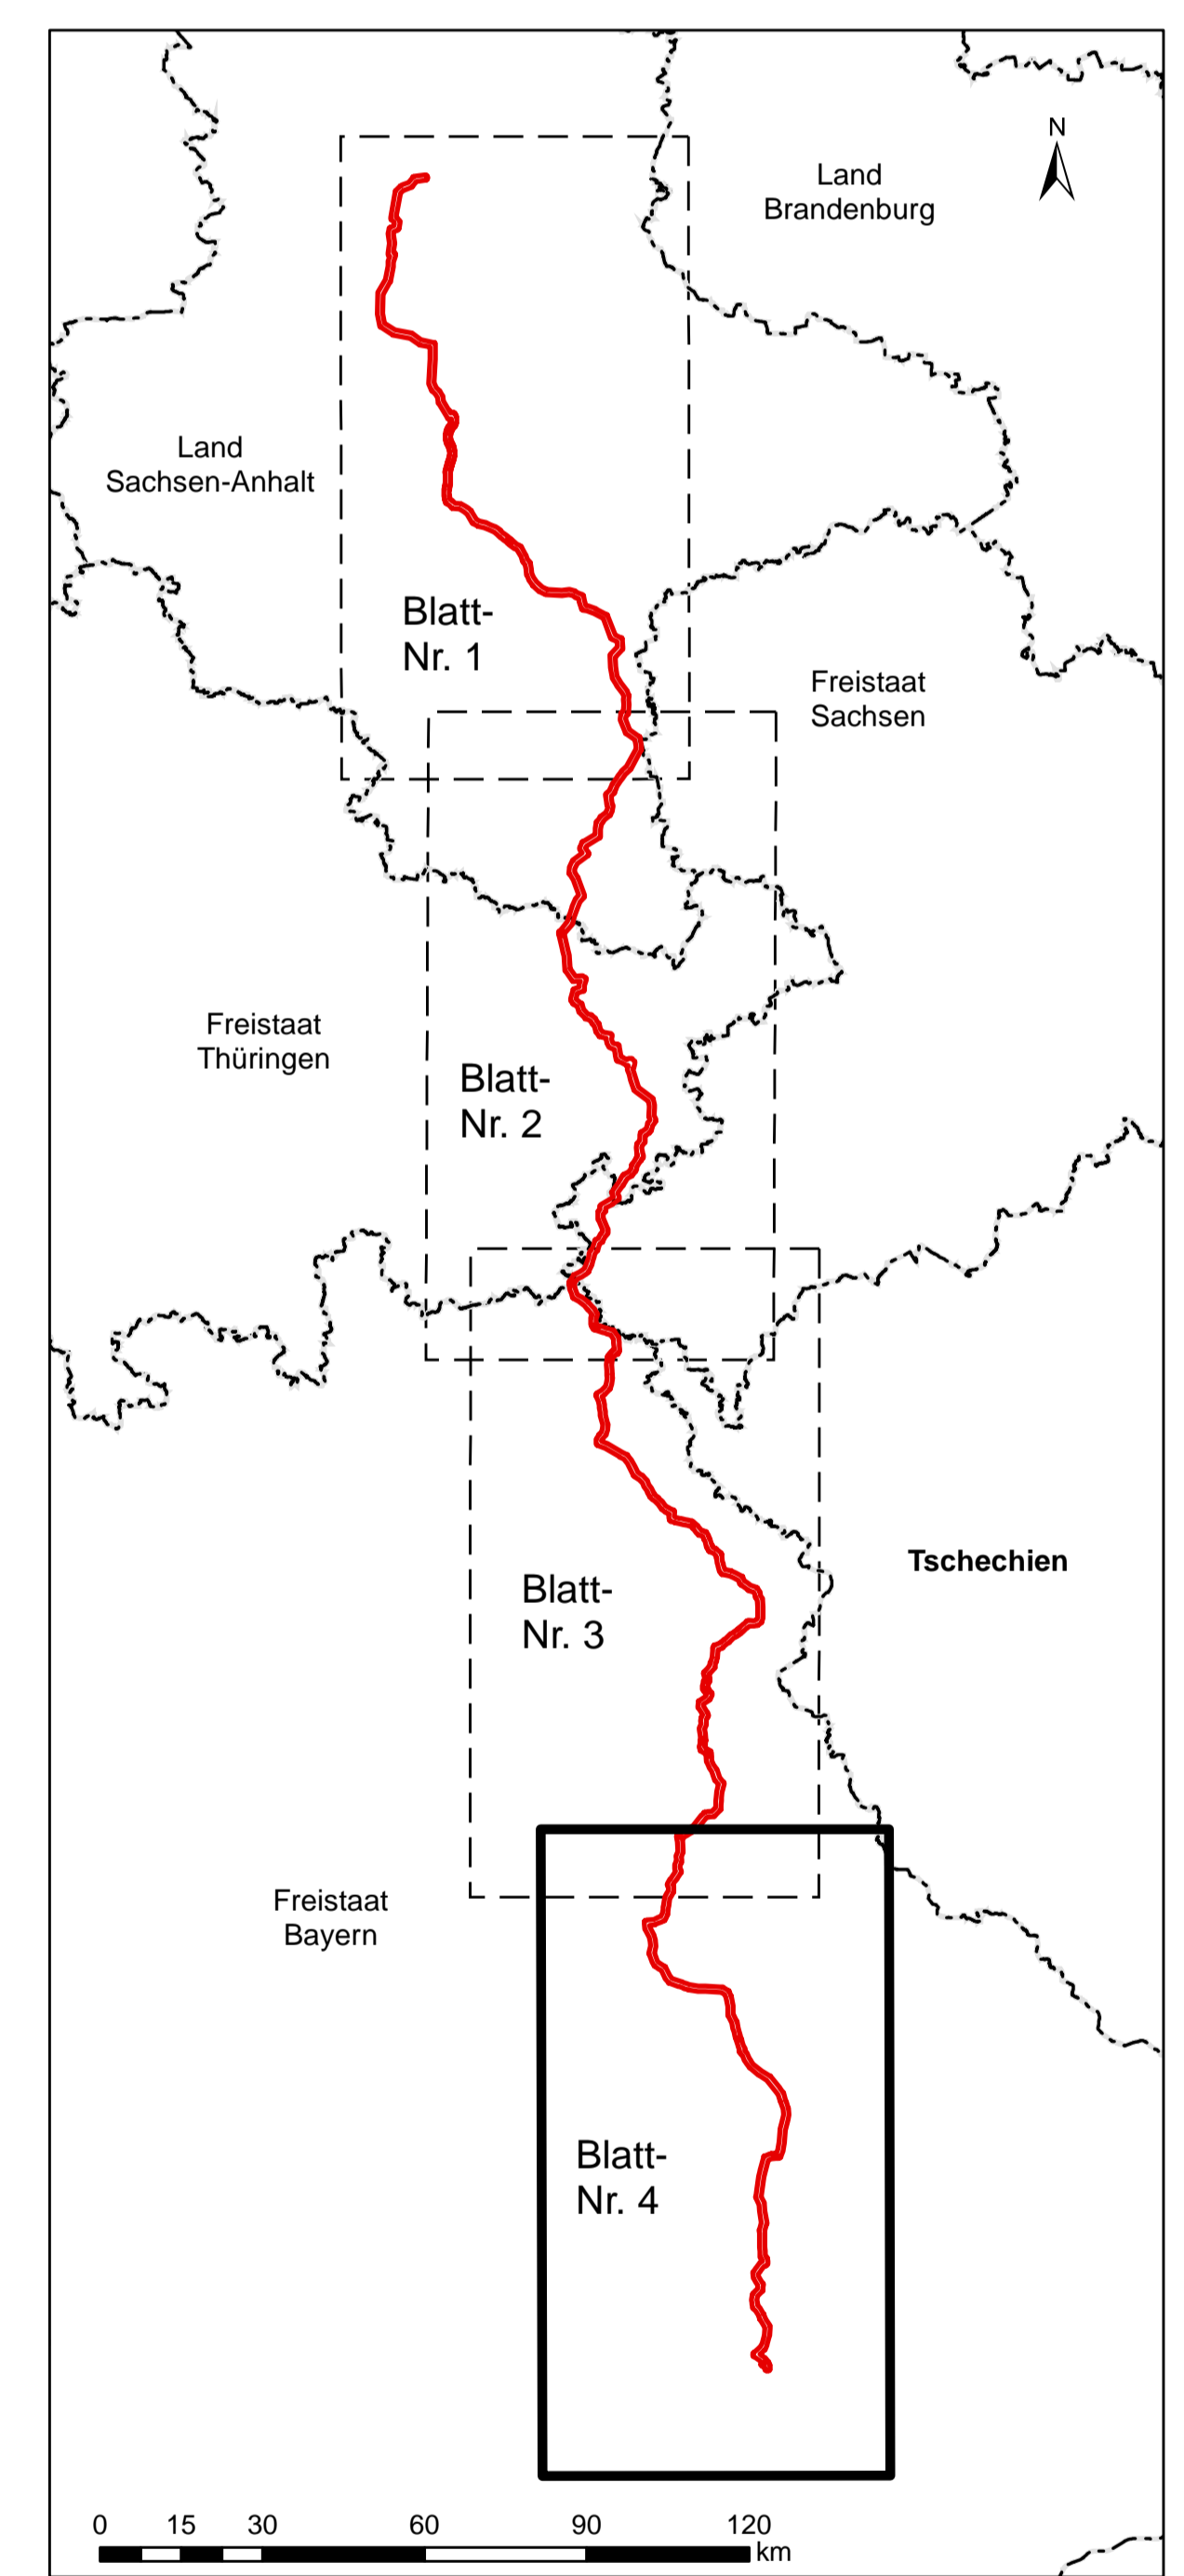 N
Land
Brandenburg
Land
Sachsen-Anhalt
Blatt-
Nr. 1
Freistaat
Sachsen
Freistaat
Thüringen
Blatt-
Nr. 2
Tschechien
Blatt-
Nr. 3
Freistaat
Bayern
Blatt-
Nr. 4
0 15 30 60 90 120
km